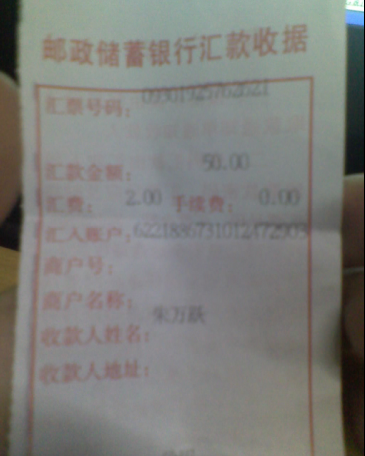 邮政储蓄银行汇款收据
汇票号码：
汇款金额： 50.00
汇费： 2.00 手续费： 0.00
汇入账户：
商户号：
商户名称：
朱万跃
收款人姓名：
收款人地址：